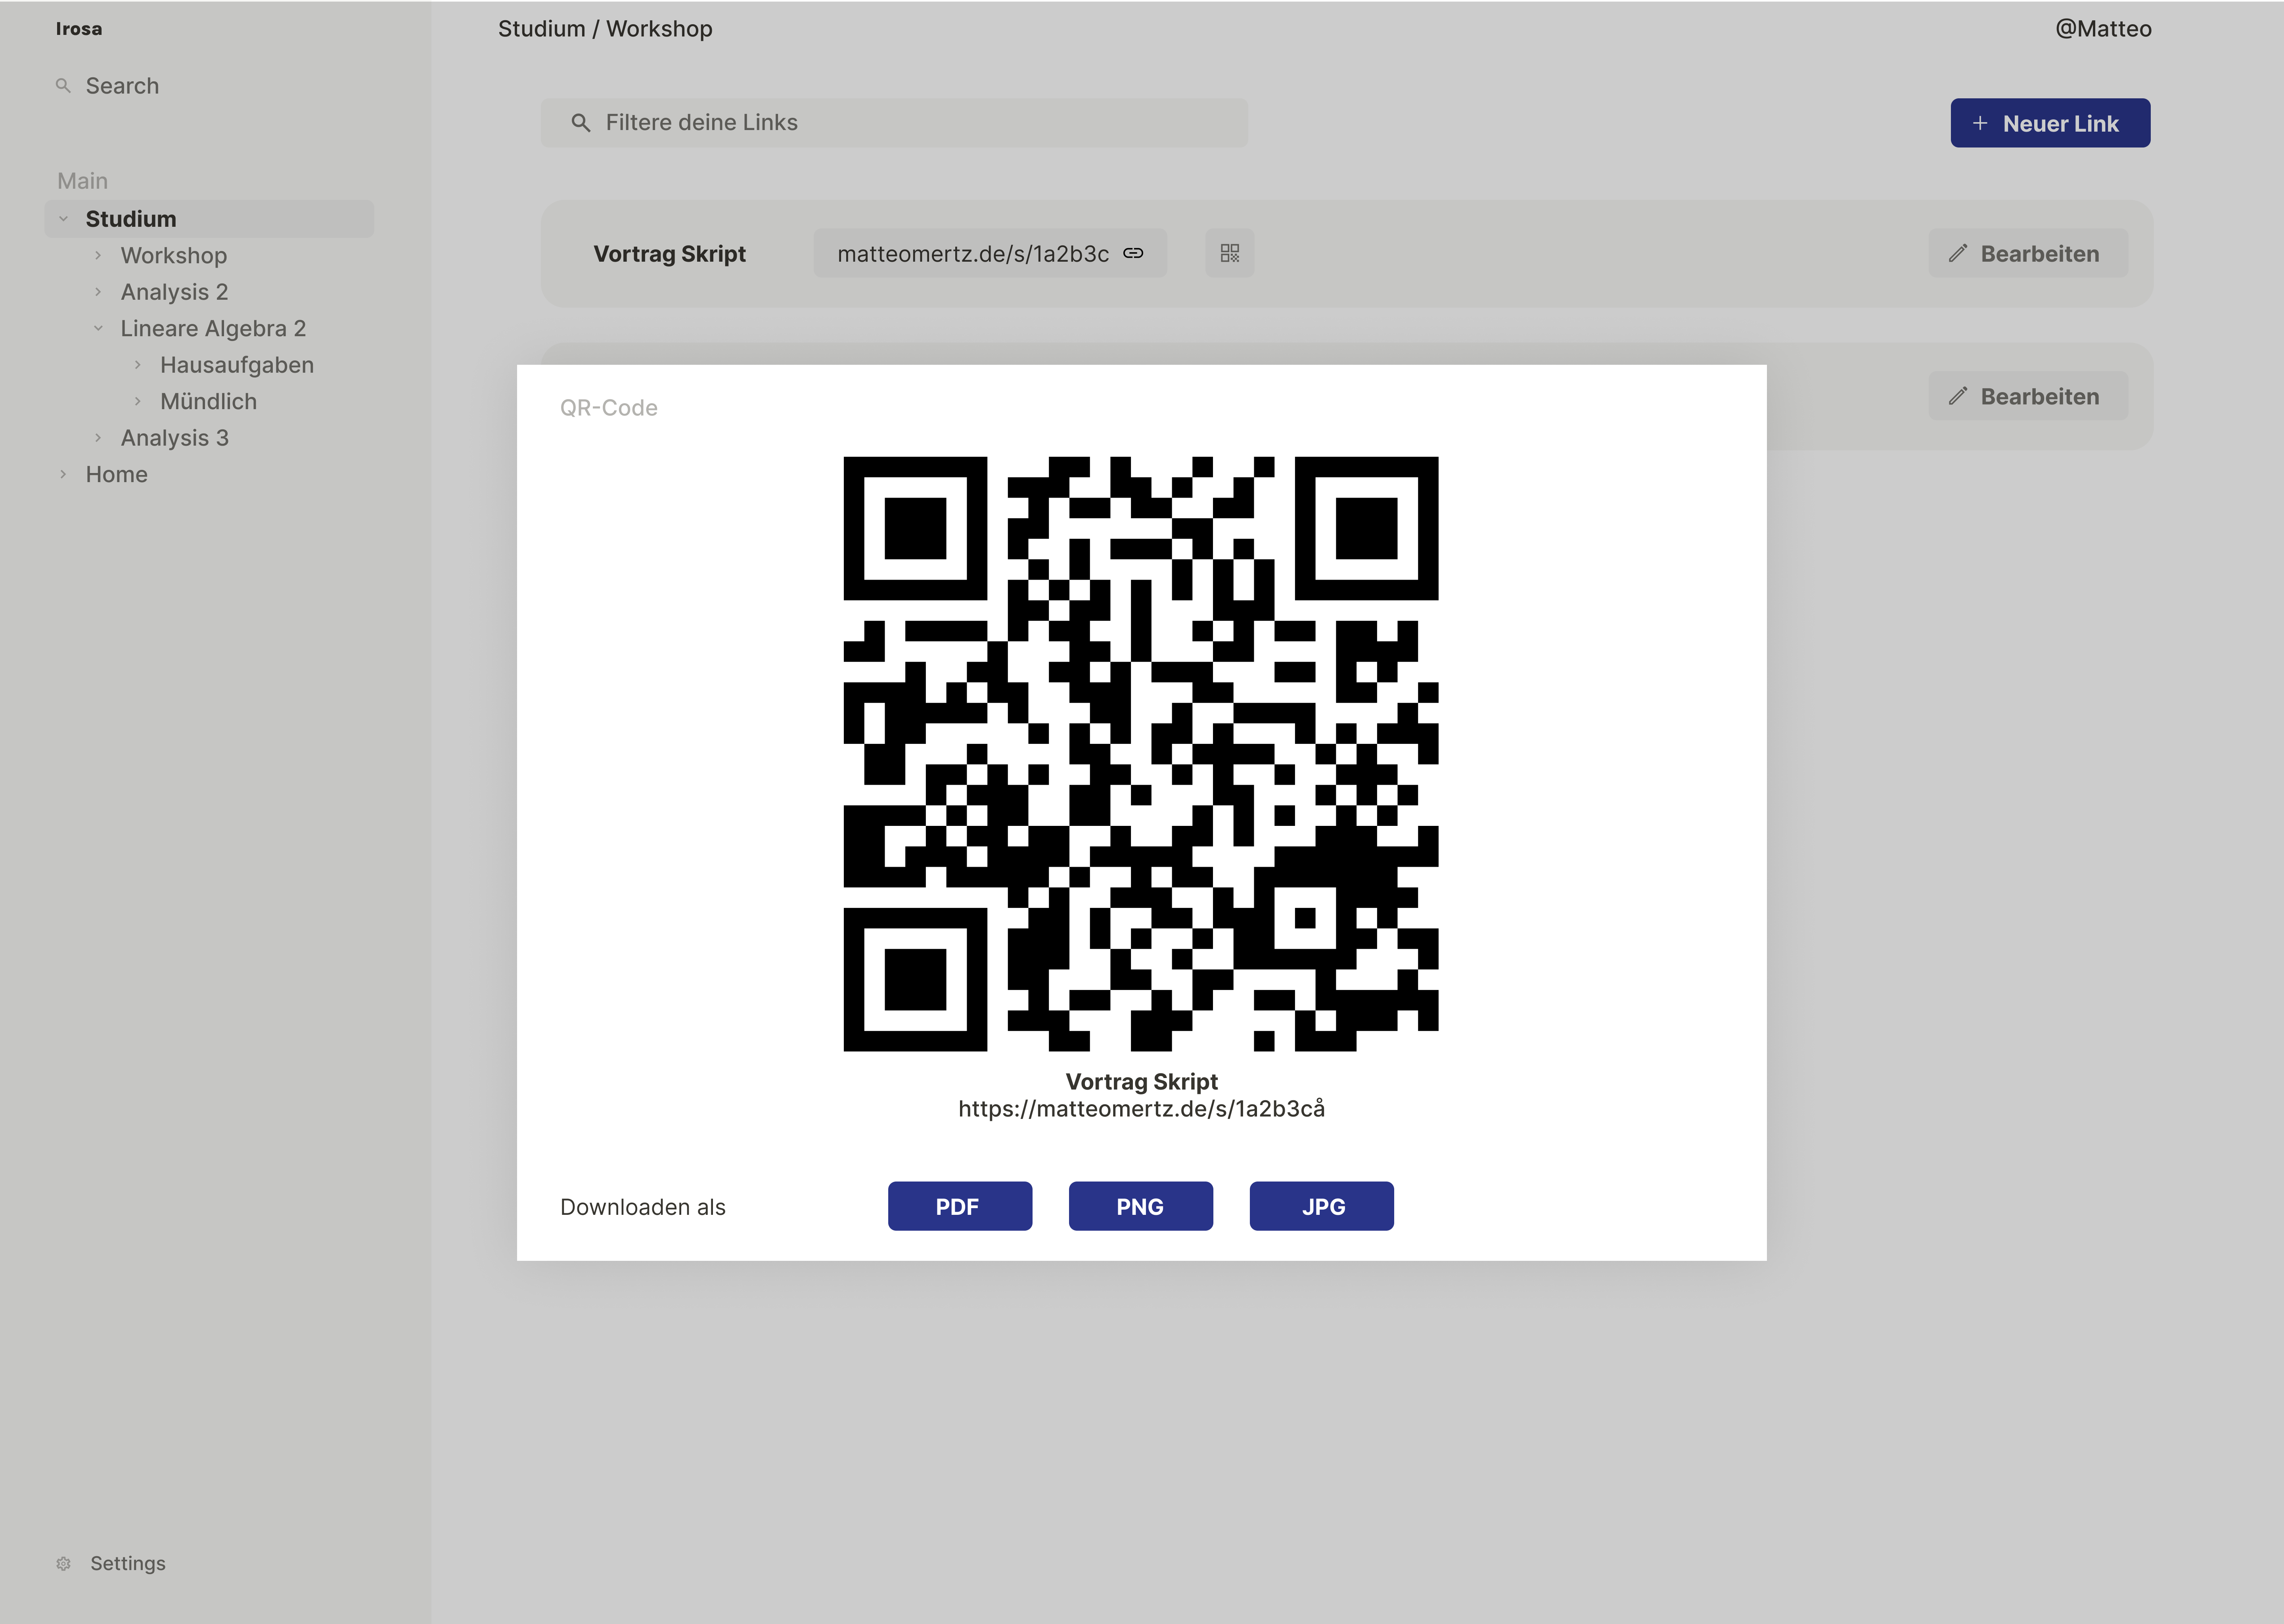 Irosa
Search
Main
Studium
Workshop
Analysis 2
Lineare Algebra 2
Hausaufgaben
Mündlich
Analysis 3
Home
Settings
Studium / Workshop
@Matteo
Filtere deine Links
+ Neuer Link
Vortrag Skript
matteomertz.de/s/1a2b3c
Bearbeiten
Bearbeiten
QR-Code
Vortrag Skript
https://matteomertz.de/s/1a2b3cå
Downloaden als
PDF
PNG
JPG